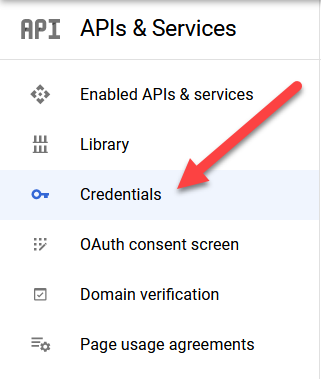 API APIs & Services
Enabled APIs & services
Library
Credentials
OAuth consent screen
Domain verification
Page usage agreements